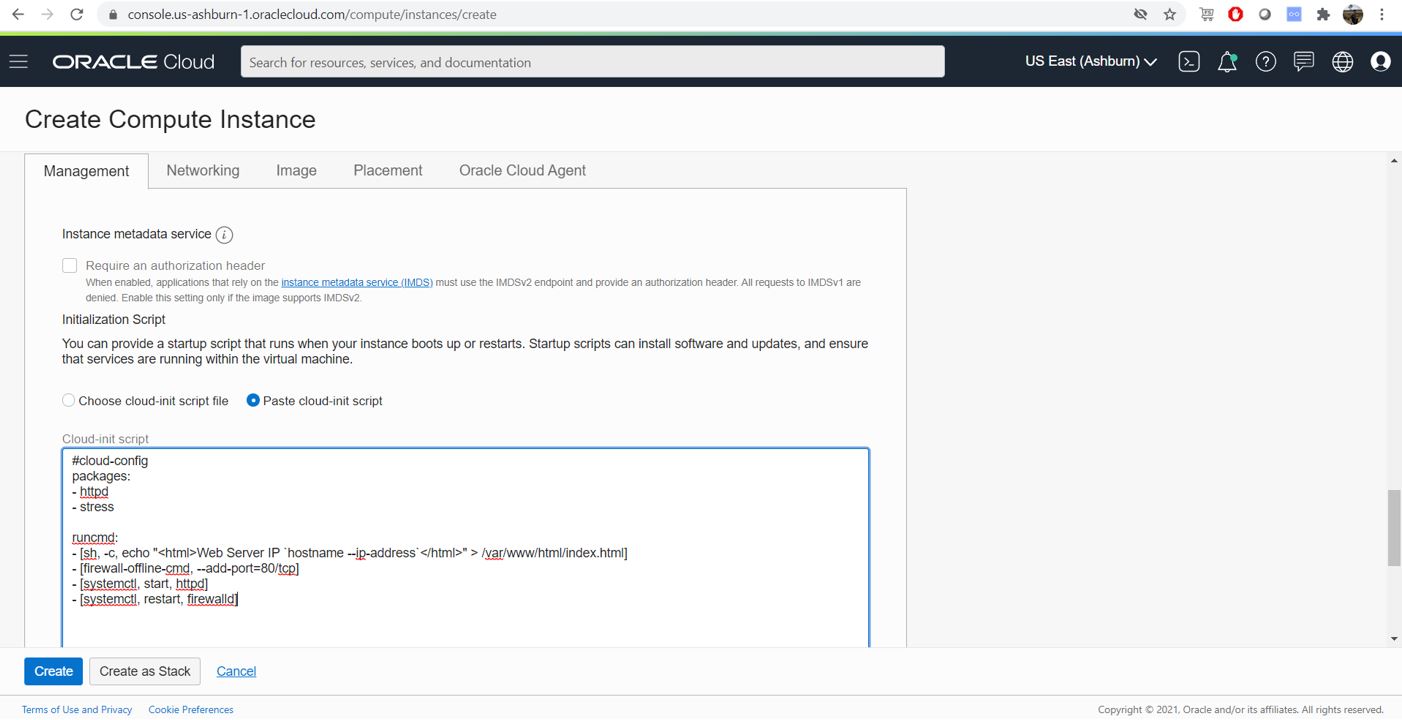 console.us-ashburn-1.oraclecloud.com/compute/instances/create
ORACLE Cloud
Search for resources, services, and documentation
US East (Ashburn)
Create Compute Instance
Management
Networking
Image
Placement
Oracle Cloud Agent
Instance metadata service
Require an authorization header
When enabled, applications that rely on the instance metadata service (IMDS) must use the IMDSv2 endpoint and provide an authorization header. All requests to IMDSv1 are
denied. Enable this setting only if the image supports IMDSv2.
Initialization Script
You can provide a startup script that runs when your instance boots up or restarts. Startup scripts can install software and updates, and ensure
that services are running within the virtual machine.
Choose cloud-init script file
Paste cloud-init script
Cloud-init script
#cloud-config
packages:
- httpd
- stress
runcmd:
- [sh, -c, echo "<html>Web Server IP `hostname --ip-address`</html>" > /var/www/html/index.html]
- [firewall-offline-cmd, --add-port=80/tcp]
- [systemctl, start, httpd]
- [systemctl, restart, firewalld]
Create
Create as Stack
Cancel
Terms of Use and Privacy
Cookie Preferences
Copyright © 2021, Oracle and/or its affiliates. All rights reserved.